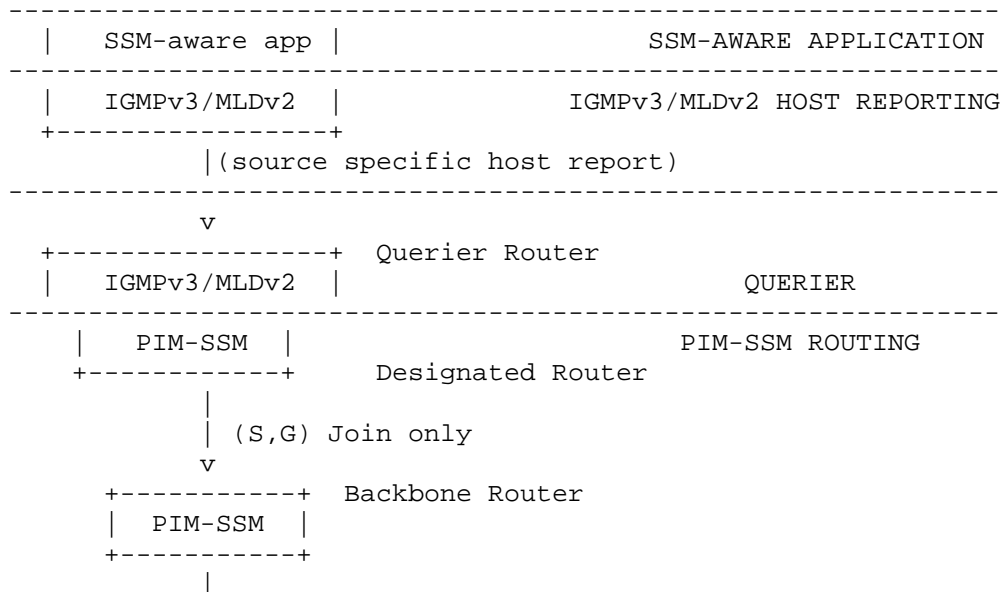 --------------------------------------------------------------
  |   SSM-aware app |                   SSM-AWARE APPLICATION
--------------------------------------------------------------
  |   IGMPv3/MLDv2  |              IGMPv3/MLDv2 HOST REPORTING
  +-----------------+
            |(source specific host report)
--------------------------------------------------------------
            v
  +-----------------+  Querier Router
  |   IGMPv3/MLDv2  |                         QUERIER
--------------------------------------------------------------
    |   PIM-SSM  |                        PIM-SSM ROUTING
    +------------+     Designated Router
            |
            | (S,G) Join only
            v
      +-----------+  Backbone Router
      |  PIM-SSM  |
      +-----------+
            |